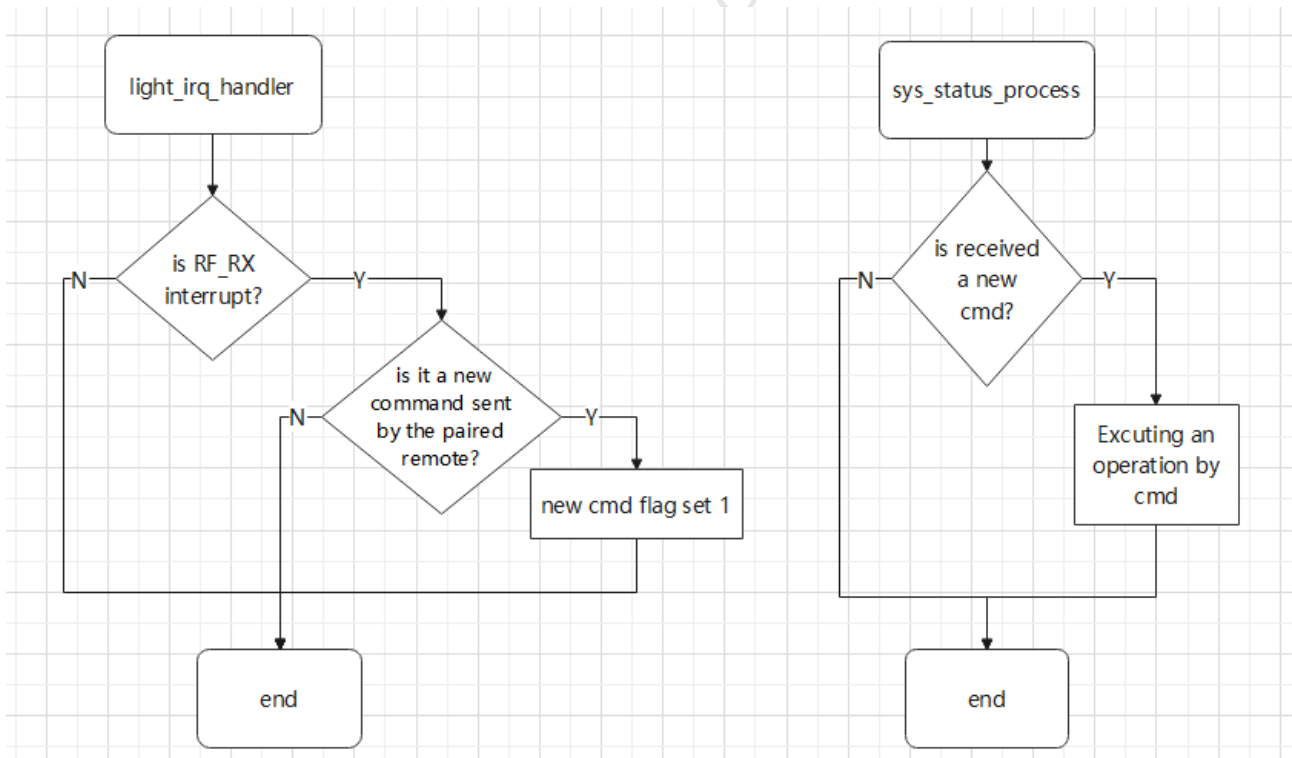 light_irq_handler
is RF_RX
interrupt?
N
Y
is it a new
command sent
by the paired
remote?
N
Y
new cmd flag set 1
end
sys_status_process
is received
a new
cmd?
N
Y
Excuting an
operation by
cmd
end